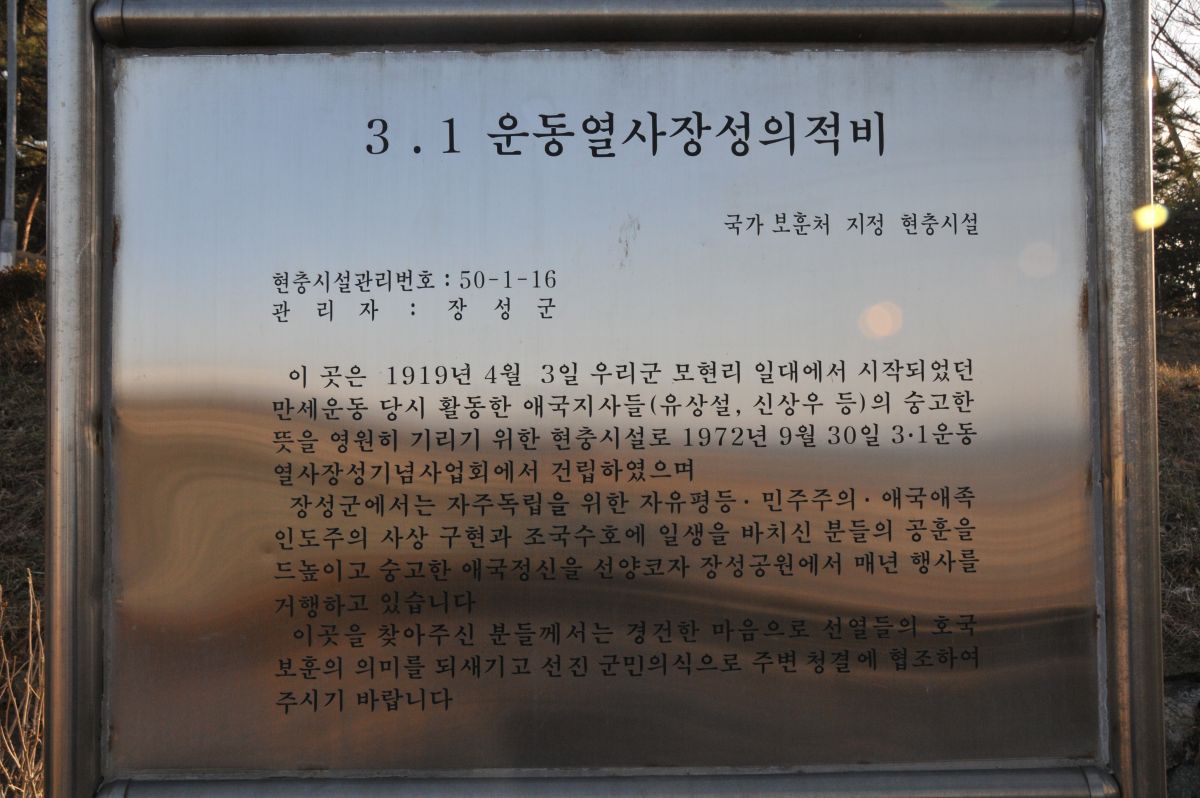 3.1 운동열사장성의적비
국가 보훈처 지정 현충시설
현충시설관리번호 : 50-1-16
관 리 자 : 장 성 군
이 곳은 1919년 4월 3일 우리군 모현리 일대에서 시작되었던
만세운동 당시 활동한 애국지사들(유상설, 신상우 등)의 숭고한
뜻을 영원히 기리기 위한 현충시설로 1972년 9월 30일 3·1운동
열사장성기념사업회에서 건립하였으며
장성군에서는 자주독립을 위한 자유평등·민주주의·애국애족
인도주의 사상 구현과 조국수호에 일생을 바치신 분들의 공훈을
드높이고 숭고한 애국정신을 선양코자 장성공원에서 매년 행사를
거행하고 있습니다
이곳을 찾아주신 분들께서는 경건한 마음으로 선열들의 호국
보훈의 의미를 되새기고 선진 군민의식으로 주변 청결에 협조하여
주시기 바랍니다